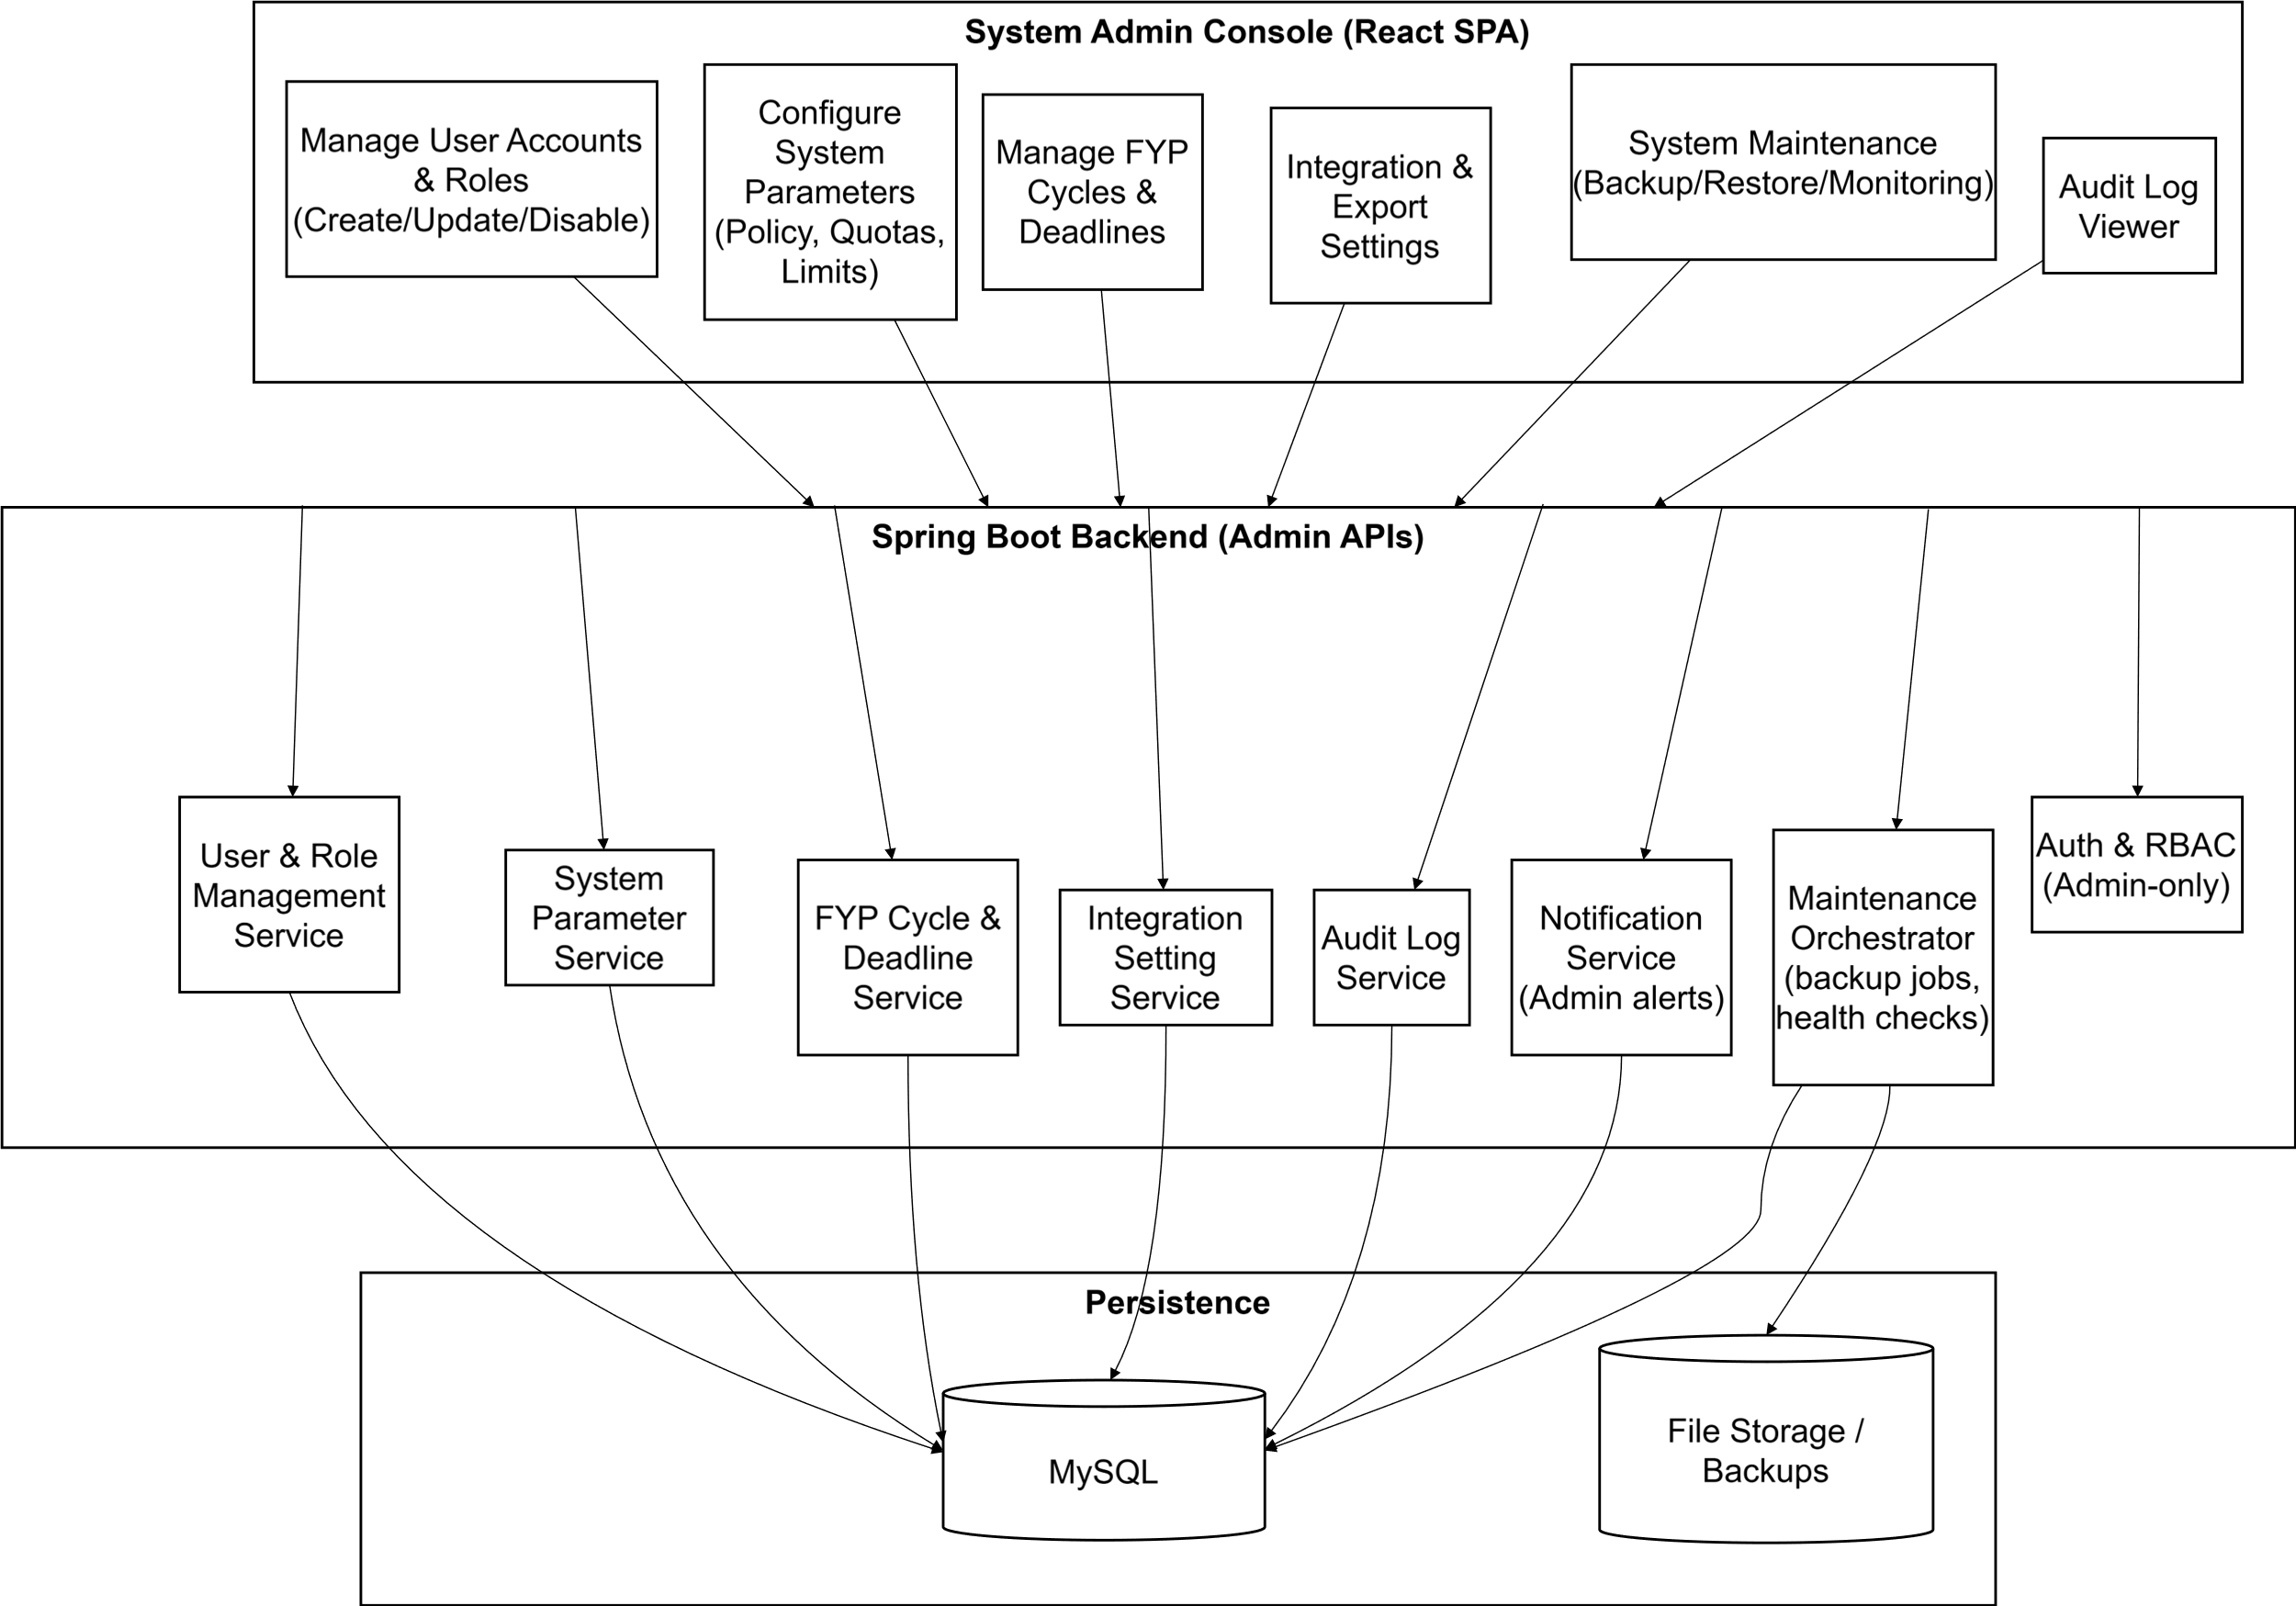 System Admin Console (React SPA)
Manage User Accounts
& Roles
(Create/Update/Disable)
Configure
System
Parameters
(Policy, Quotas,
Limits)
Manage FYP
Cycles &
Deadlines
Integration &
Export
Settings
System Maintenance
(Backup/Restore/Monitoring)
Audit Log
Viewer
Spring Boot Backend (Admin APIs)
User & Role
Management
Service
System
Parameter
Service
FYP Cycle &
Deadline
Service
Integration
Setting
Service
Audit Log
Service
Notification
Service
(Admin alerts)
Maintenance
Orchestrator
(backup jobs,
health checks)
Auth & RBAC
(Admin-only)
Persistence
MySQL
File Storage /
Backups